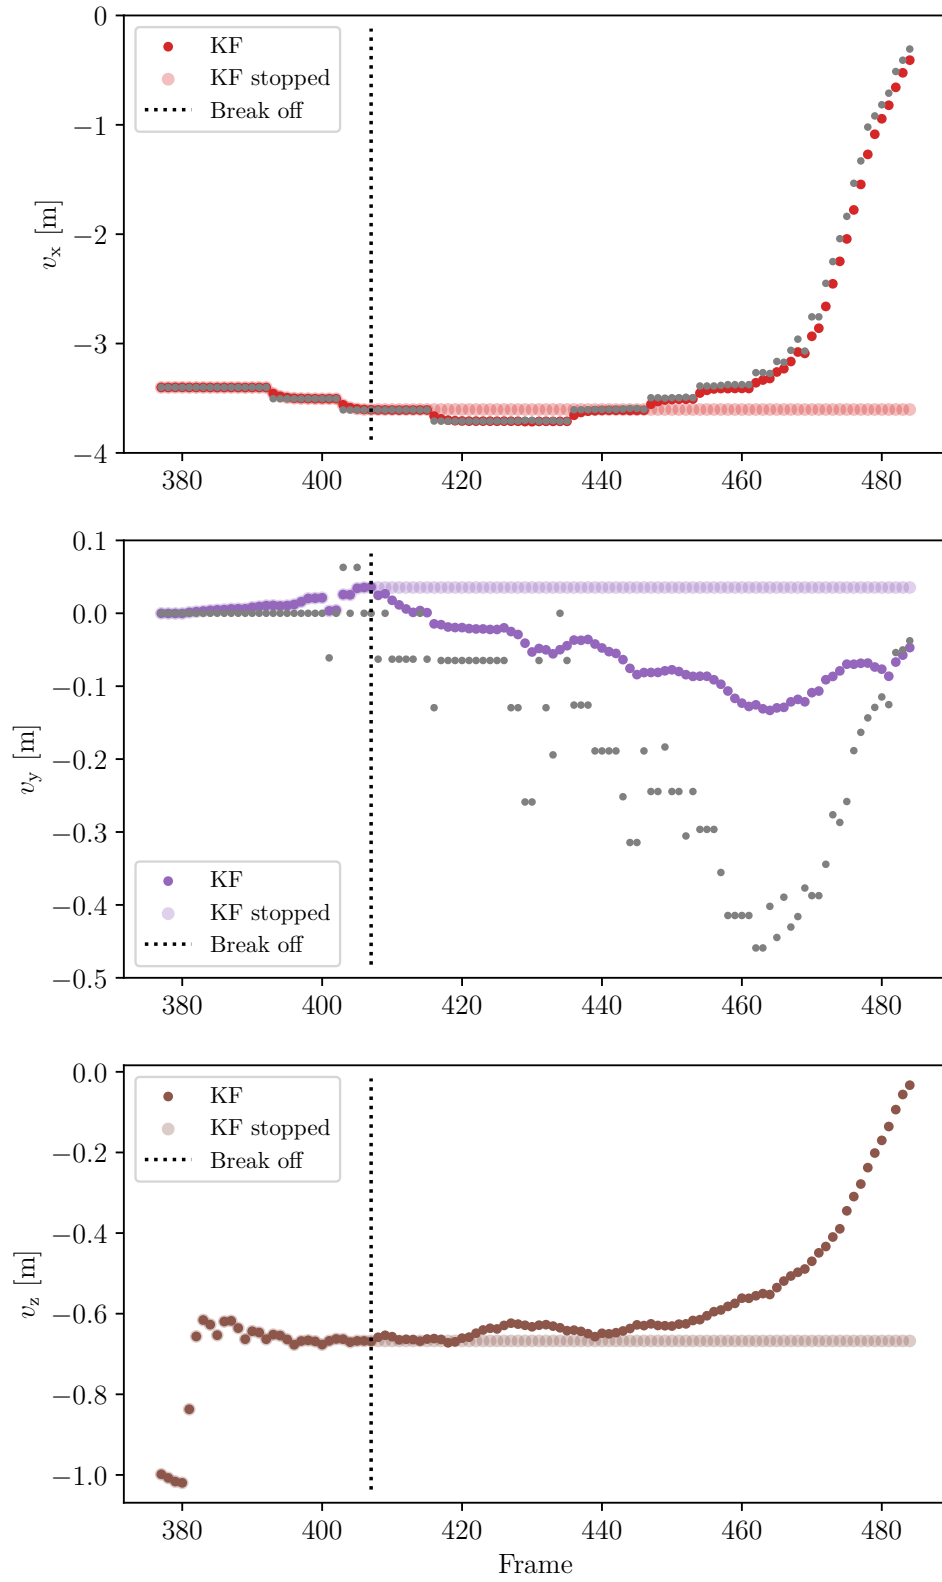 0
−1
−2
−3
−4
v_x [m]
KF
KF stopped
Break off
380 400 420 440 460 480
0.1
0.0
−0.1
−0.2
−0.3
−0.4
−0.5
v_y [m]
KF
KF stopped
Break off
380 400 420 440 460 480
0.0
−0.2
−0.4
−0.6
−0.8
−1.0
v_z [m]
KF
KF stopped
Break off
380 400 420 440 460 480
Frame